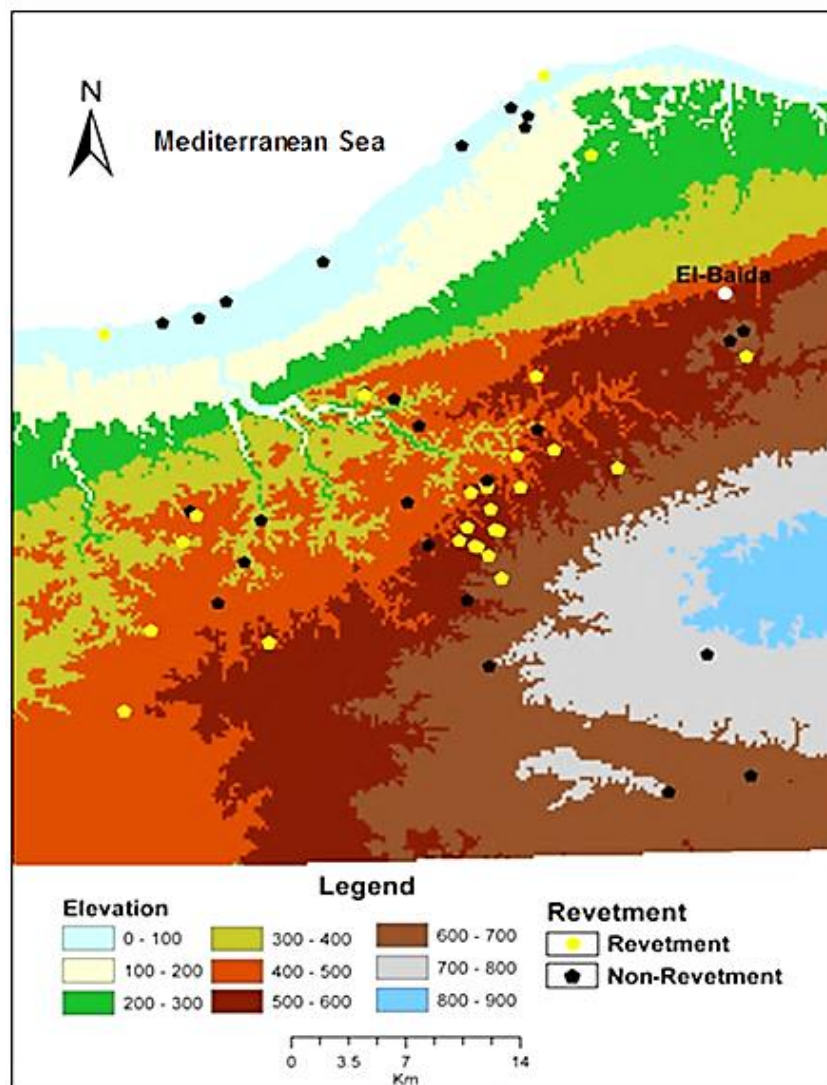 N
Mediterranean Sea
El-Baida
Legend
Elevation
0 - 100
100 - 200
200 - 300
300 - 400
400 - 500
500 - 600
600 - 700
700 - 800
800 - 900
Revetment
Revetment
Non-Revetment
0 3.5 7 14
Km